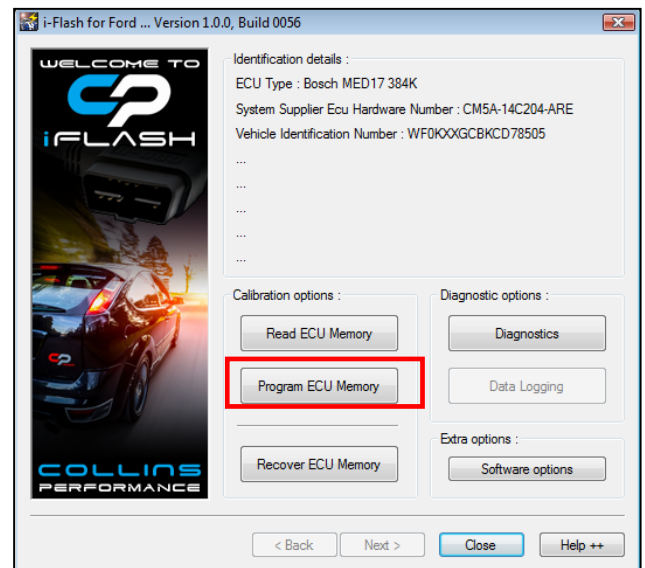 i-Flash for Ford ... Version 1.0.0, Build 0056
WELCOME TO
CP
iFLASH
cp
COLLINS
PERFORMANCE
Identification details :
ECU Type : Bosch MED17 384K
System Supplier Ecu Hardware Number : CM5A-14C204-ARE
Vehicle Identification Number : WF0KXXGCBKCD78505
...
...
...
...
...
Calibration options :
Read ECU Memory
Program ECU Memory
Recover ECU Memory
Diagnostic options :
Diagnostics
Data Logging
Extra options :
Software options
< Back
Next >
Close
Help ++